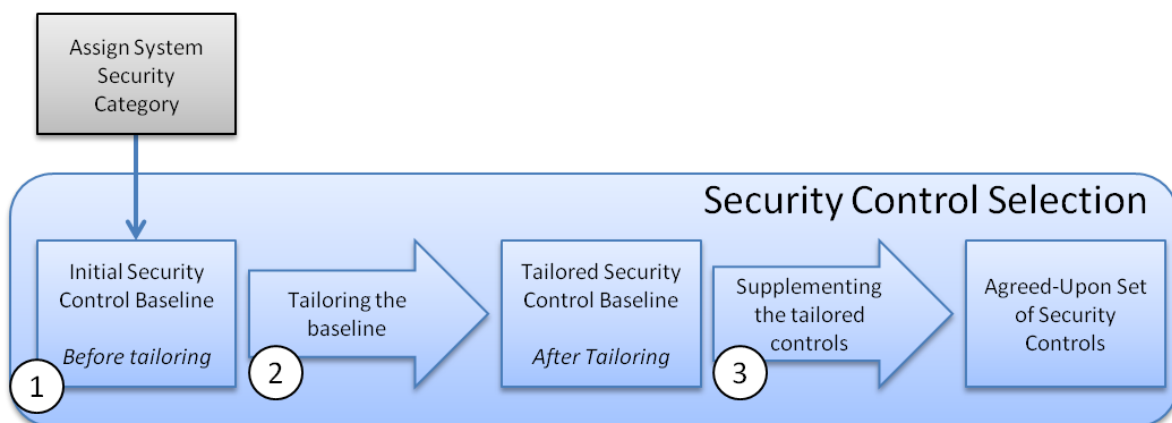 Assign System
Security
Category
Security Control Selection
Initial Security
Control Baseline
Before tailoring
1
Tailoring the
baseline
2
Tailored Security
Control Baseline
After Tailoring
Supplementing
the tailored
controls
3
Agreed-Upon Set
of Security
Controls